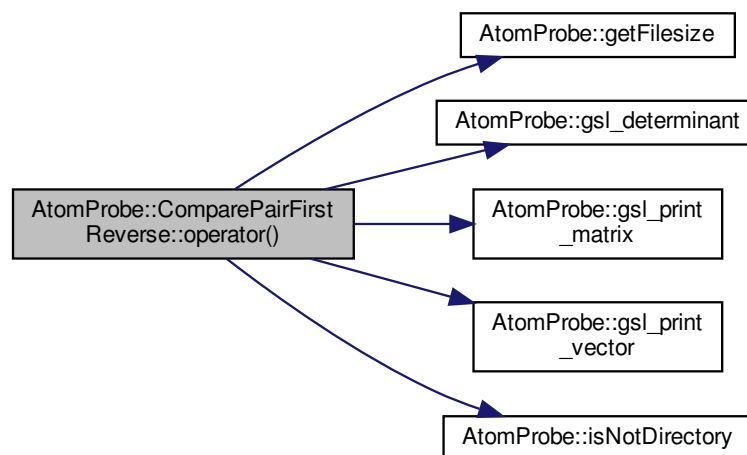 AtomProbe::getFilesize
AtomProbe::gsl_determinant
AtomProbe::ComparePairFirst
Reverse::operator()
AtomProbe::gsl_print
_matrix
AtomProbe::gsl_print
_vector
AtomProbe::isNotDirectory